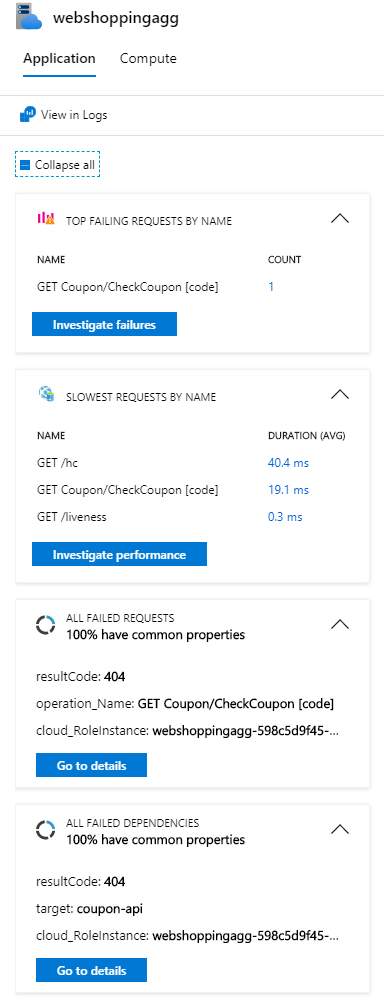 webshoppingagg
Application Compute
View in Logs
Collapse all
TOP FAILING REQUESTS BY NAME
NAME COUNT
GET Coupon/CheckCoupon [code] 1
Investigate failures
SLOWEST REQUESTS BY NAME
NAME DURATION (AVG)
GET /hc 40.4 ms
GET Coupon/CheckCoupon [code] 19.1 ms
GET /liveness 0.3 ms
Investigate performance
ALL FAILED REQUESTS
100% have common properties
resultCode: 404
operation_Name: GET Coupon/CheckCoupon [code]
cloud_RoleInstance: webshoppingagg-598c5d9f45-...
Go to details
ALL FAILED DEPENDENCIES
100% have common properties
resultCode: 404
target: coupon-api
cloud_RoleInstance: webshoppingagg-598c5d9f45-...
Go to details